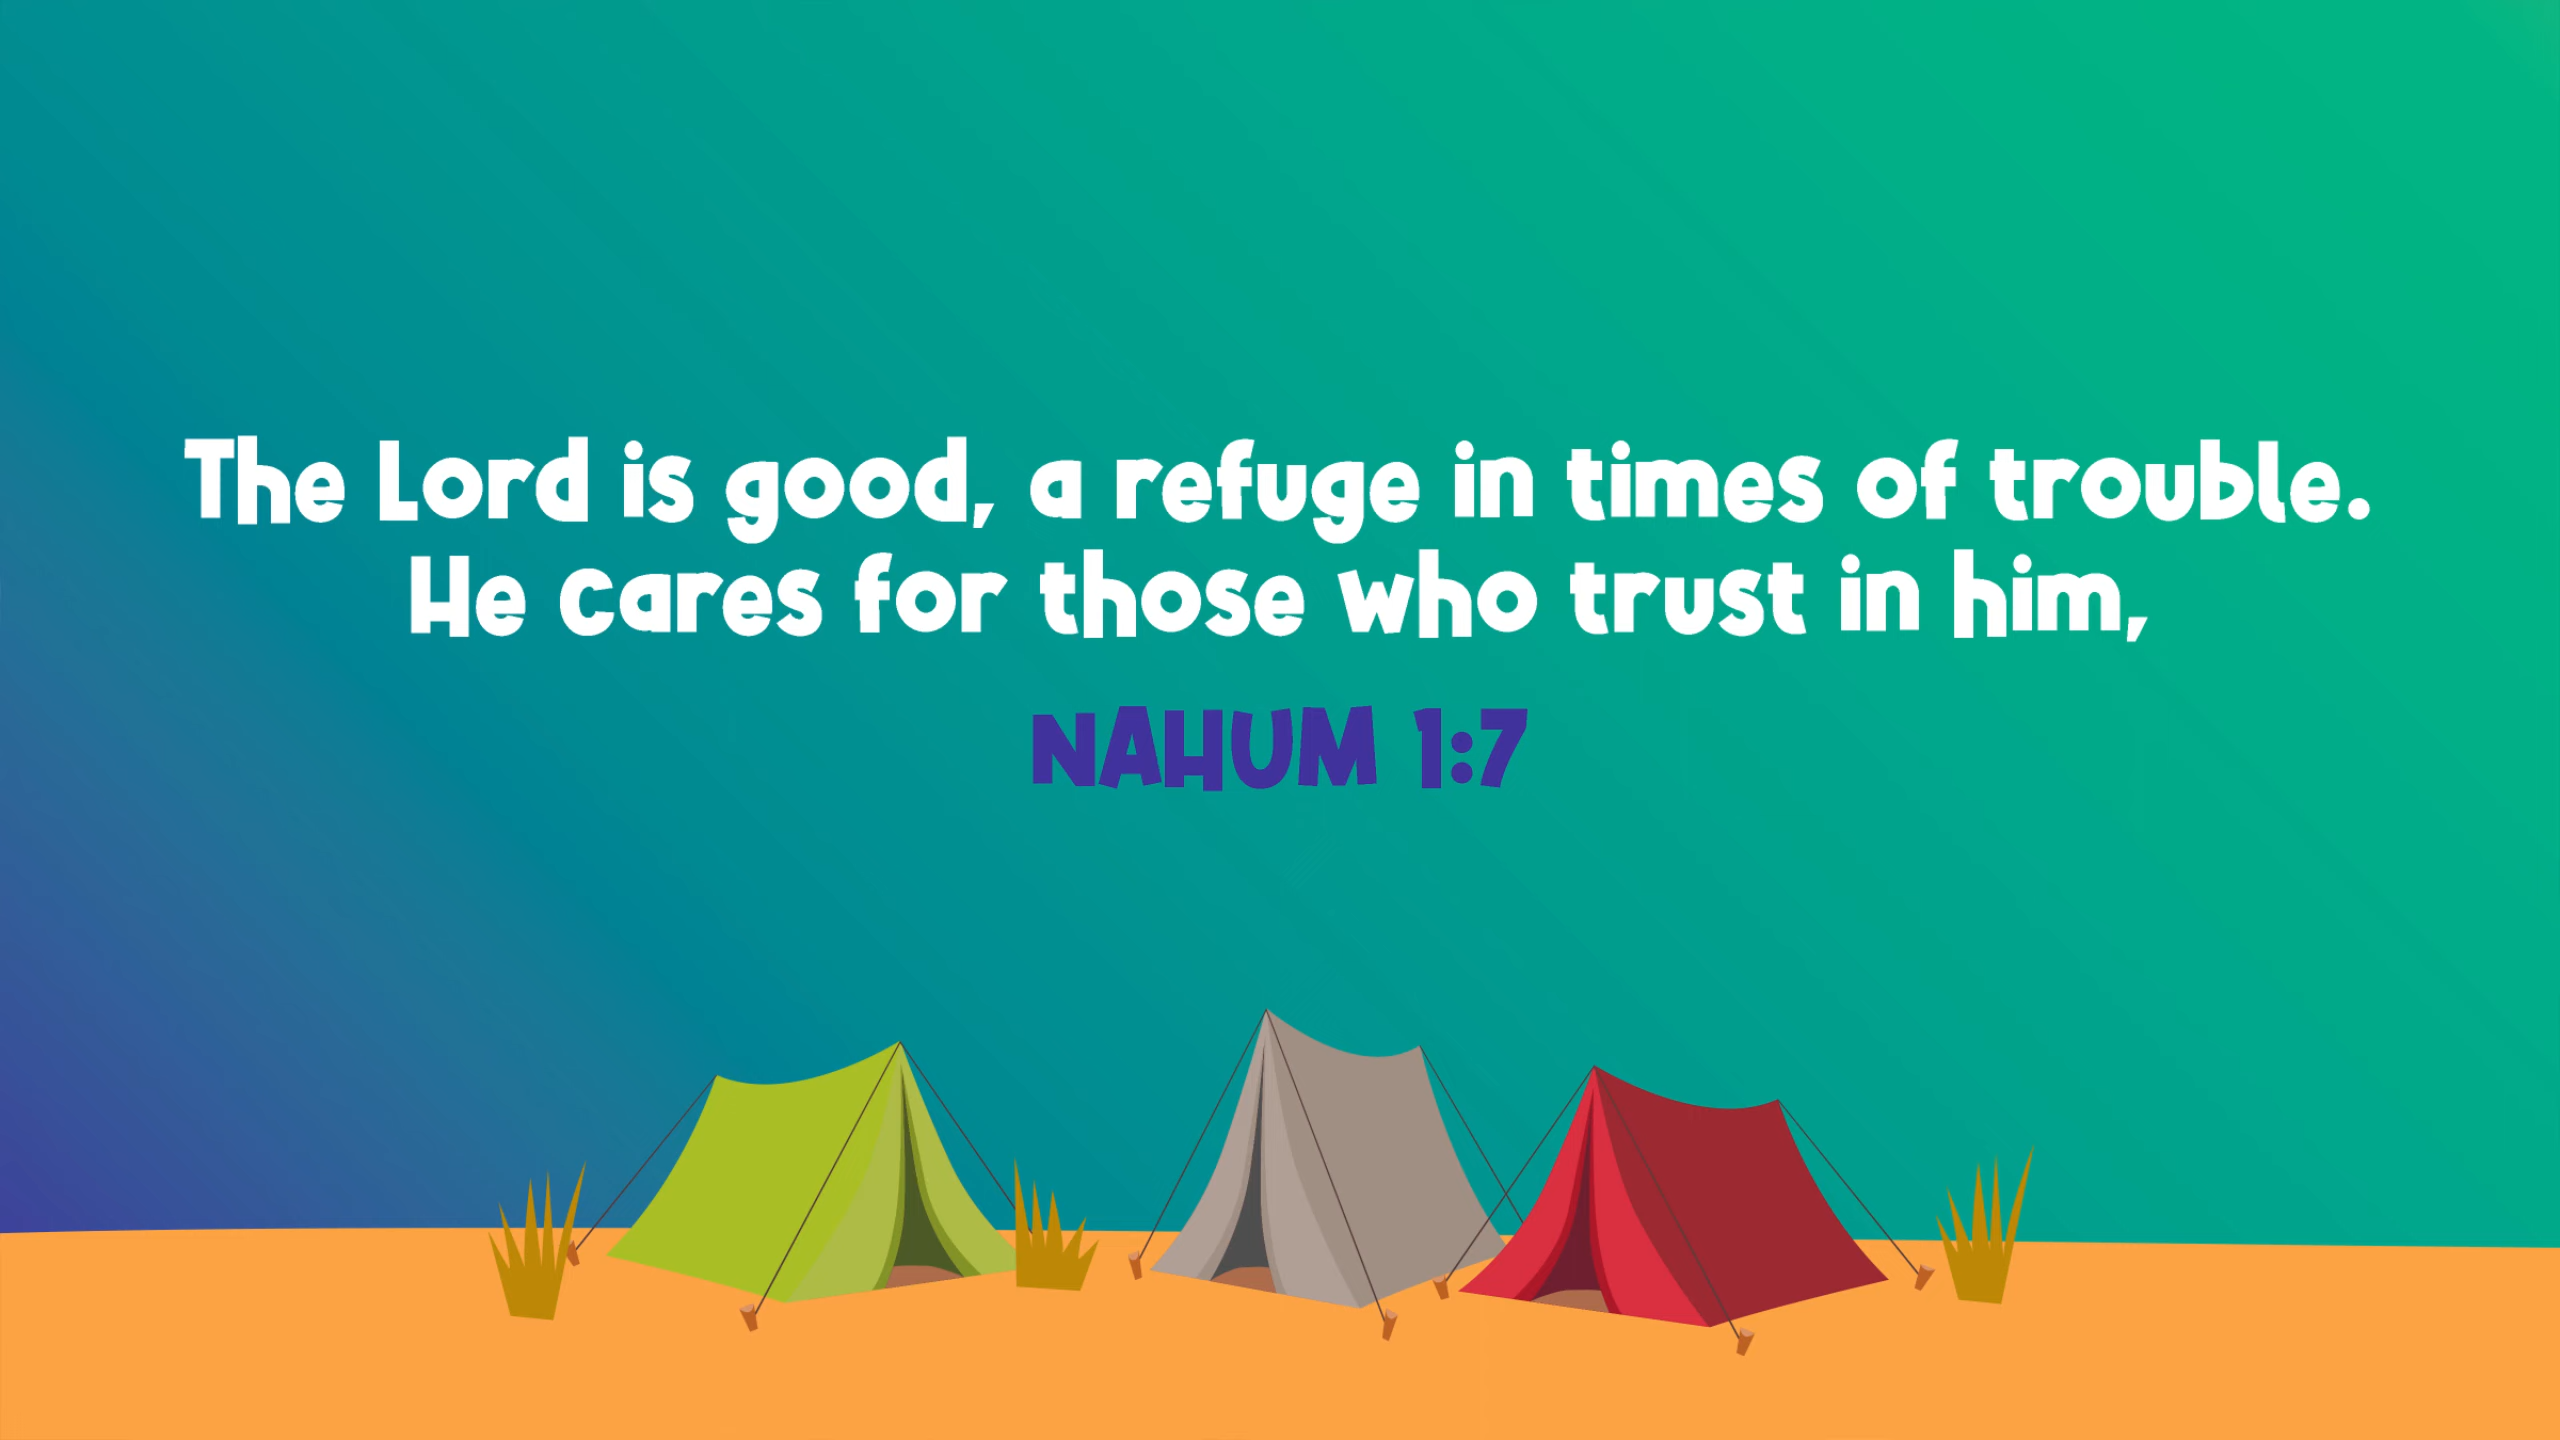 The Lord is good, a refuge in times of trouble.
He cares for those who trust in him,
NAHUM 1:7